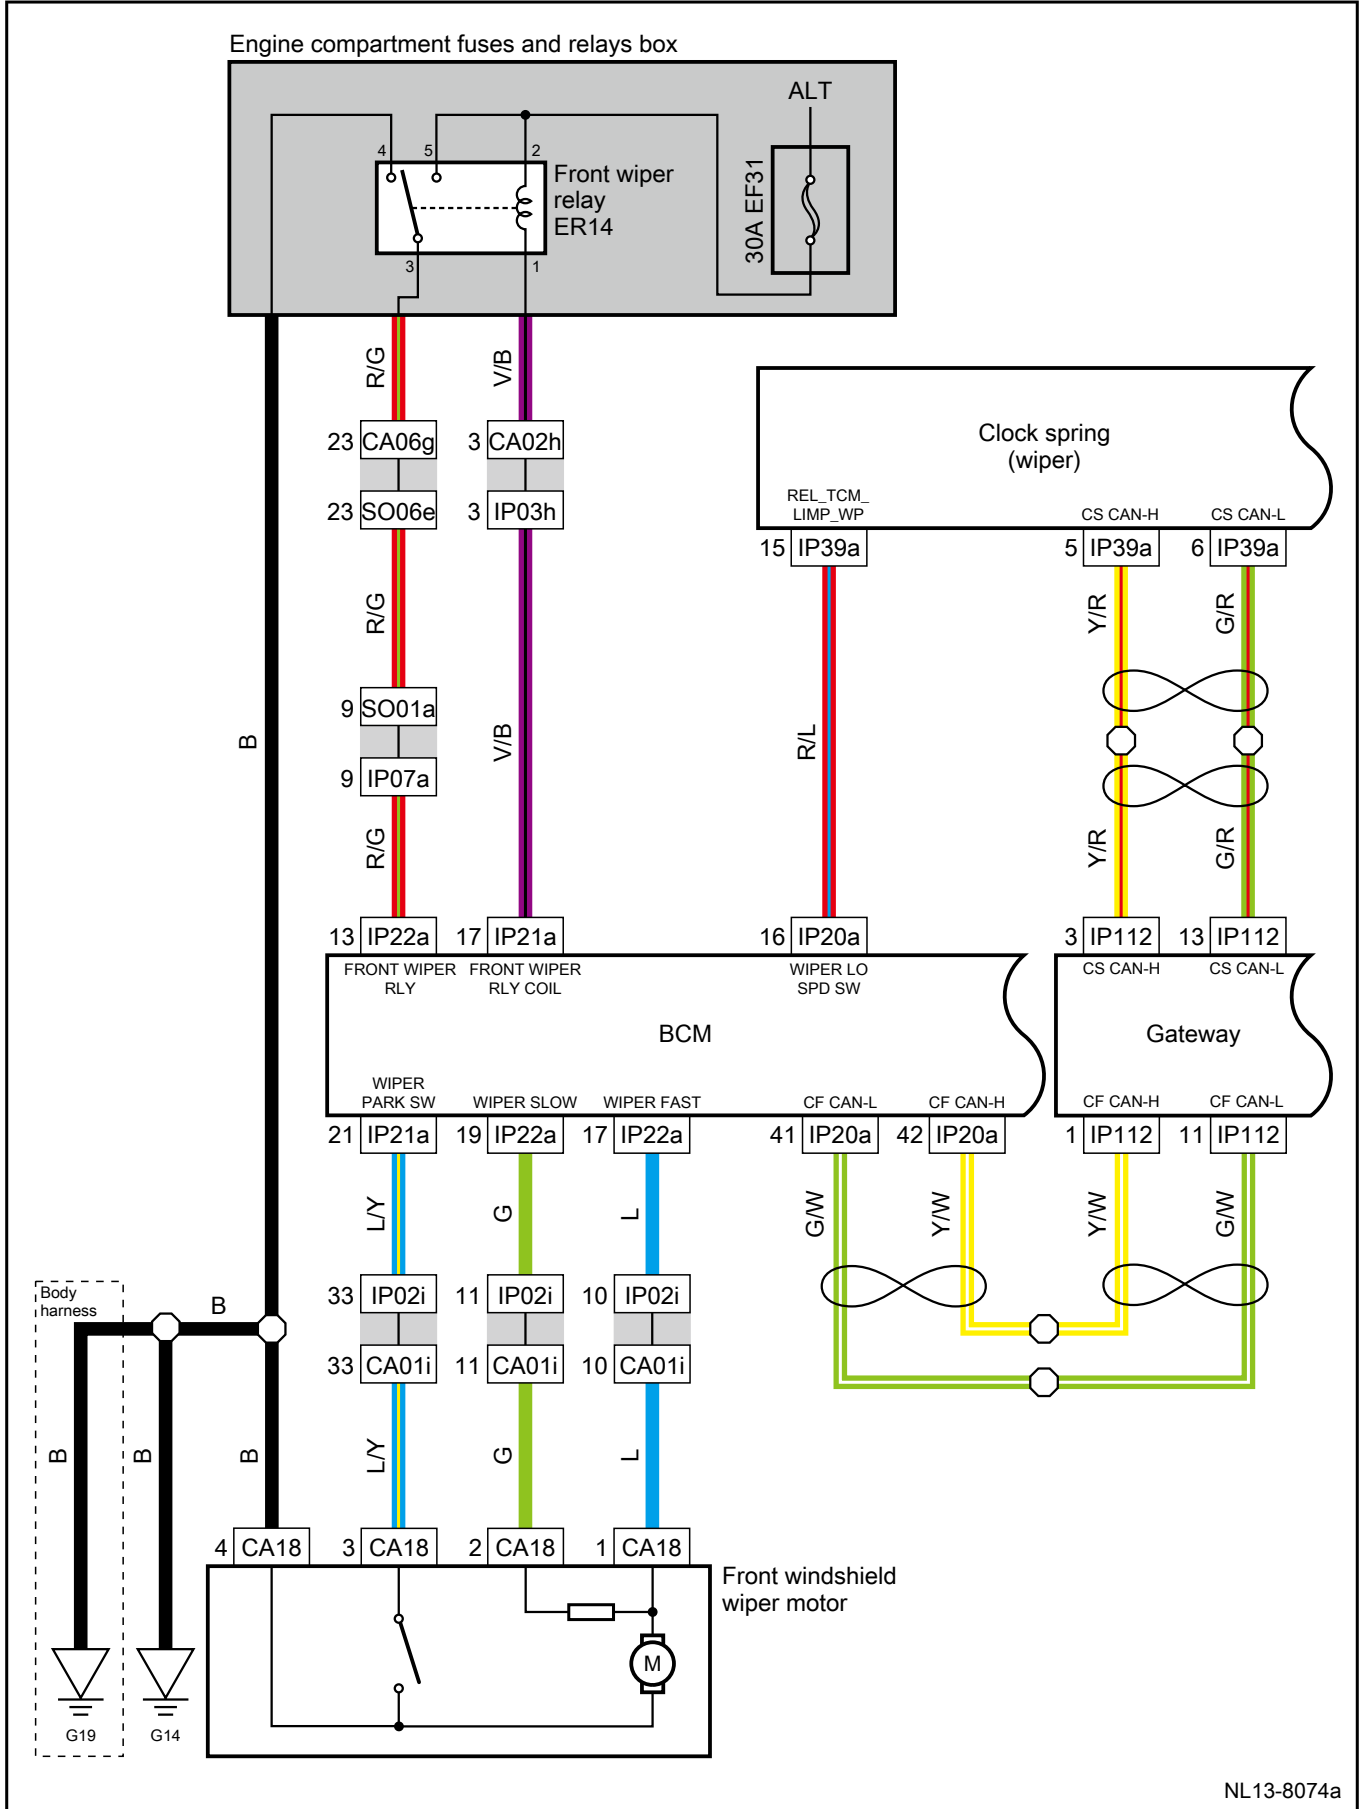 Engine compartment fuses and relays box
ALT
4
5
2
Front wiper
relay
ER14
30A EF31
3
1
R/G
V/B
23 CA06g
3 CA02h
23 SO06e
3 IP03h
Clock spring
(wiper)
REL_TCM_
LIMP_WP
CS CAN-H
CS CAN-L
15 IP39a
5 IP39a
6 IP39a
R/G
Y/R
G/R
9 SO01a
B
V/B
R/L
9 IP07a
R/G
Y/R
G/R
13 IP22a
17 IP21a
16 IP20a
3 IP112
13 IP112
FRONT WIPER
RLY
FRONT WIPER
RLY COIL
WIPER LO
SPD SW
CS CAN-H
CS CAN-L
BCM
Gateway
WIPER
PARK SW
WIPER SLOW
WIPER FAST
CF CAN-L
CF CAN-H
CF CAN-H
CF CAN-L
21 IP21a
19 IP22a
17 IP22a
41 IP20a
42 IP20a
1 IP112
11 IP112
L/Y
G
L
G/W
Y/W
Y/W
G/W
Body
harness
B
33 IP02i
11 IP02i
10 IP02i
33 CA01i
11 CA01i
10 CA01i
B
B
B
L/Y
G
L
4 CA18
3 CA18
2 CA18
1 CA18
Front windshield
wiper motor
M
G19
G14
NL13-8074a